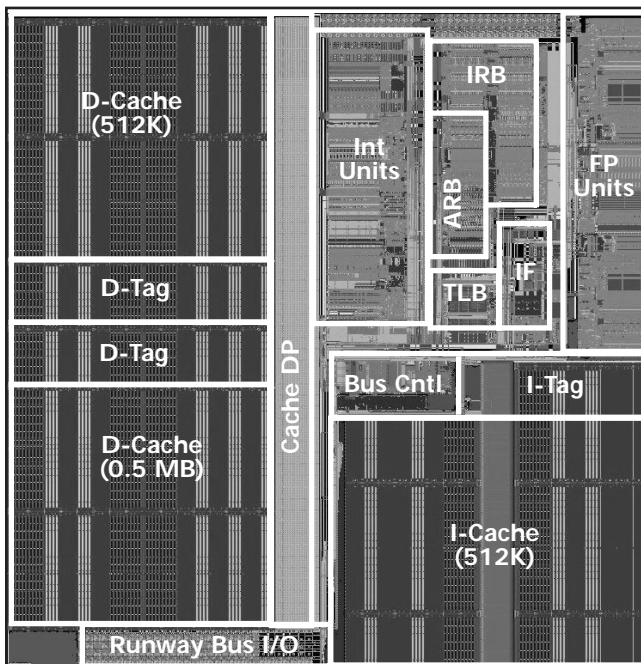 D-Cache
(512K)
D-Tag
D-Tag
D-Cache
(0.5 MB)
Cache DP
Int
Units
IRB
ARB
TLB
IF
FP
Units
Bus Cntl
I-Tag
I-Cache
(512K)
Runway Bus I/O